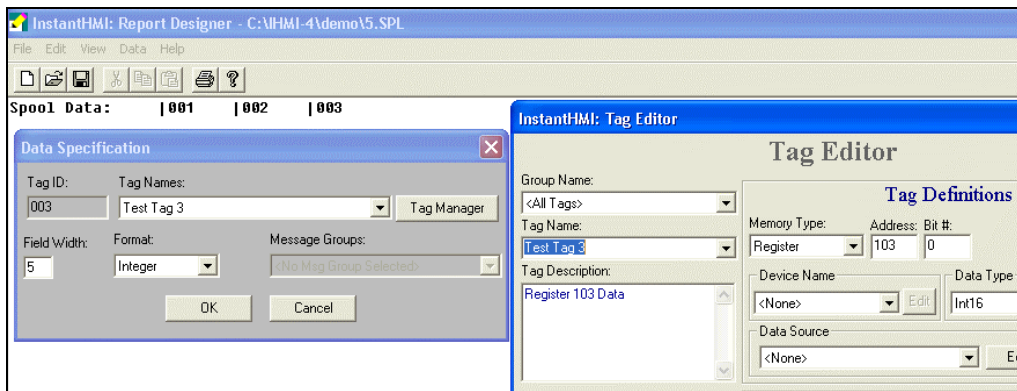 InstantHMI: Report Designer - C:\IHMI-4\demo\5.SPL
File Edit View Data Help
Spool Data: |001 |002 |003
Data Specification
Tag ID: Tag Names:
003 Test Tag 3 Tag Manager
Field Width: Format: Message Groups:
5 Integer <No Msg Group Selected>
OK Cancel
InstantHMI: Tag Editor
Tag Editor
Group Name:
<All Tags>
Tag Name:
Test Tag 3
Tag Description:
Register 103 Data
Tag Definitions
Memory Type: Address: Bit #:
Register 103 0
Device Name Data Type
<None> Edit Int16
Data Source
<None>